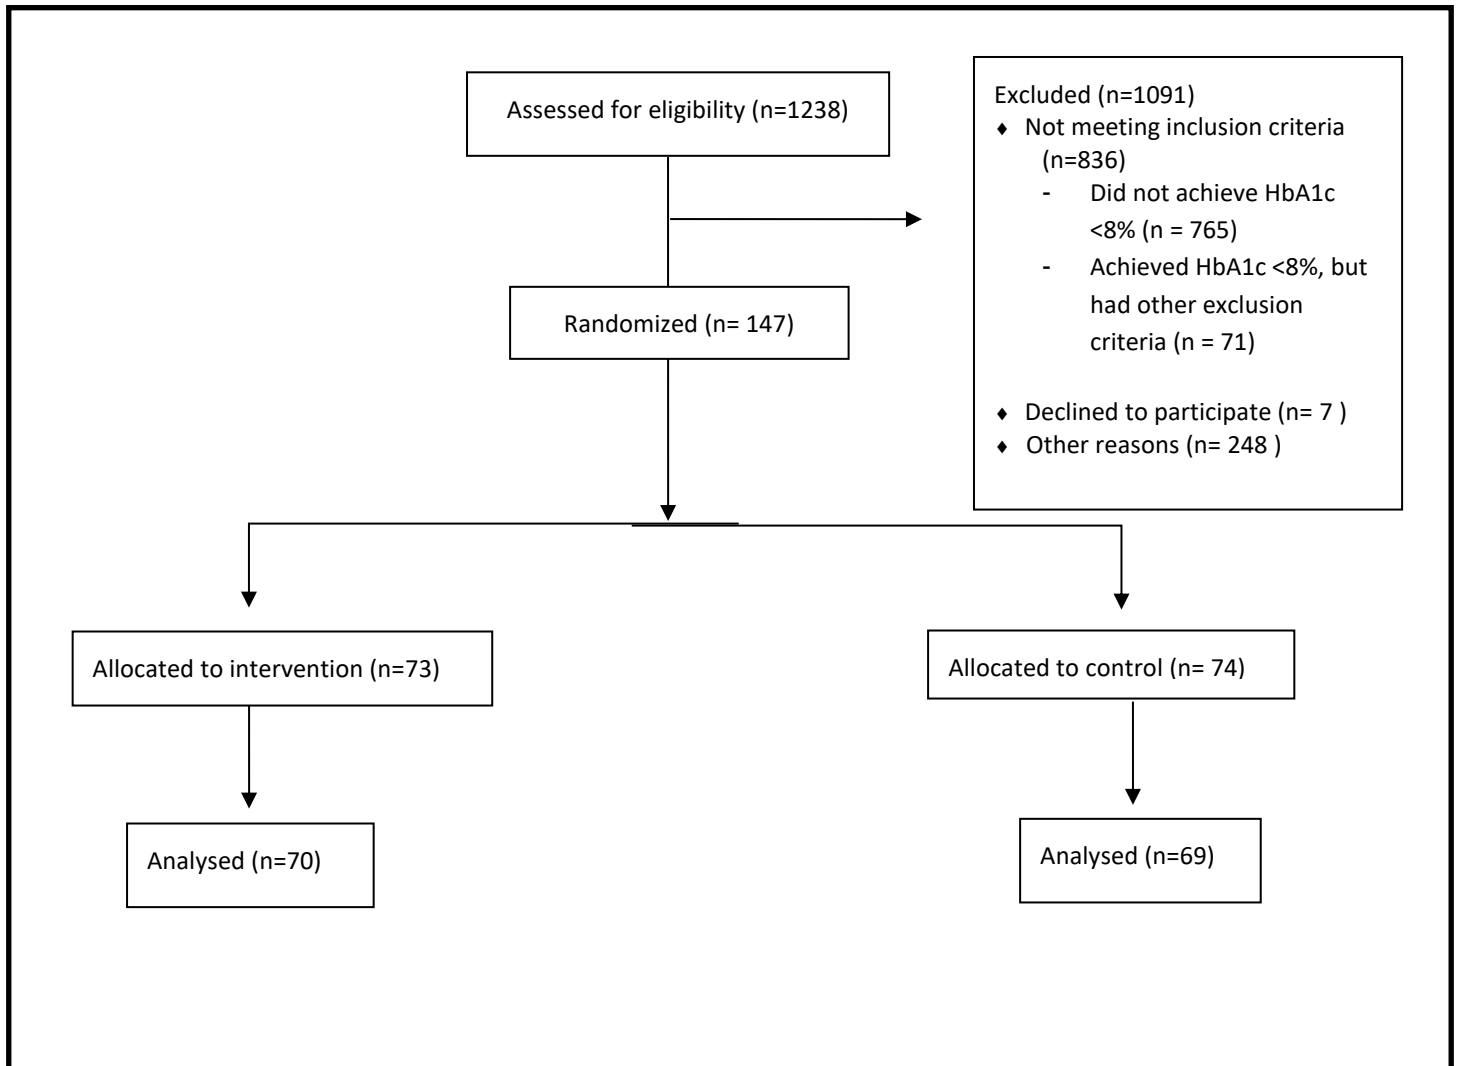 Assessed for eligibility (n=1238)
Excluded (n=1091)
♦ Not meeting inclusion criteria
(n=836)
- Did not achieve HbA1c
<8% (n = 765)
- Achieved HbA1c <8%, but
had other exclusion
criteria (n = 71)
♦ Declined to participate (n= 7 )
♦ Other reasons (n= 248 )
Randomized (n= 147)
Allocated to intervention (n=73)
Allocated to control (n= 74)
Analysed (n=70)
Analysed (n=69)